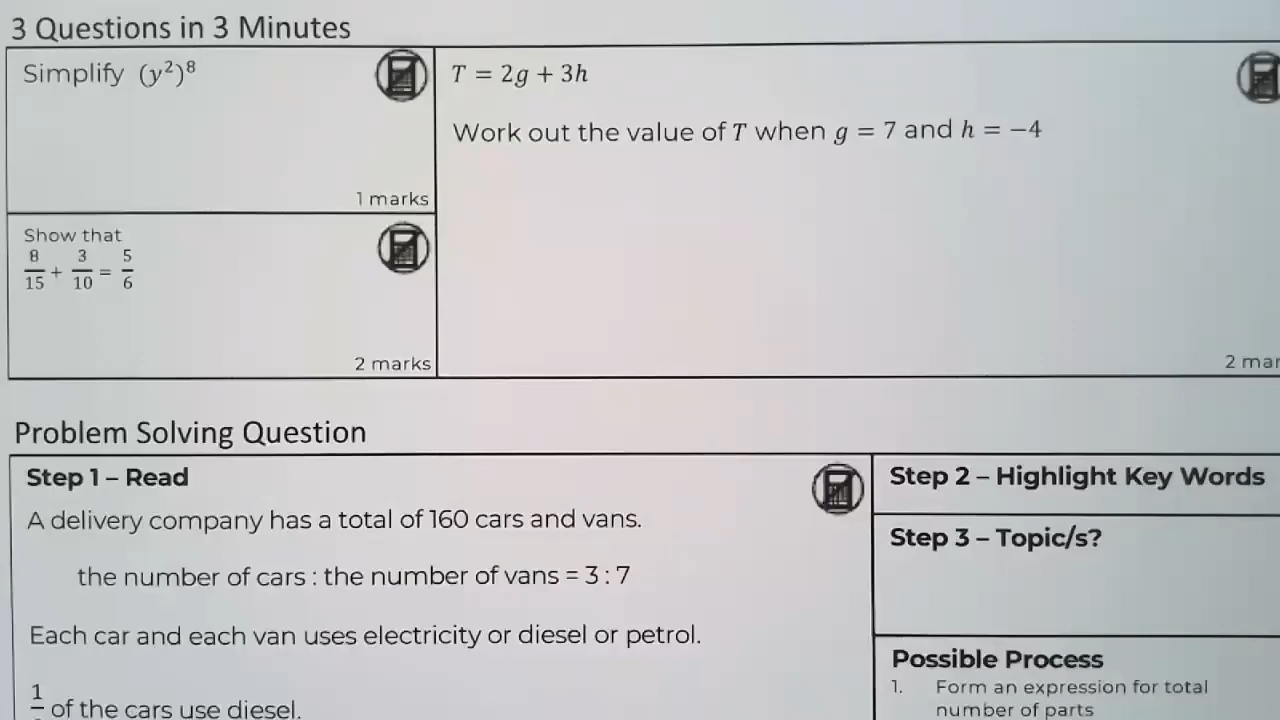 3 Questions in 3 Minutes
Simplify (y²)⁸
1 marks
T = 2g + 3h
Work out the value of T when g = 7 and h = −4
2
Show that
8/15 + 3/10 = 5/6
2 marks
Problem Solving Question
Step 1 – Read
A delivery company has a total of 160 cars and vans.
the number of cars : the number of vans = 3 : 7
Each car and each van uses electricity or diesel or petrol.
of the cars use diesel.
Step 2 – Highlight Key Words
Step 3 – Topic/s?
Possible Process
1. Form an expression for total
number of parts